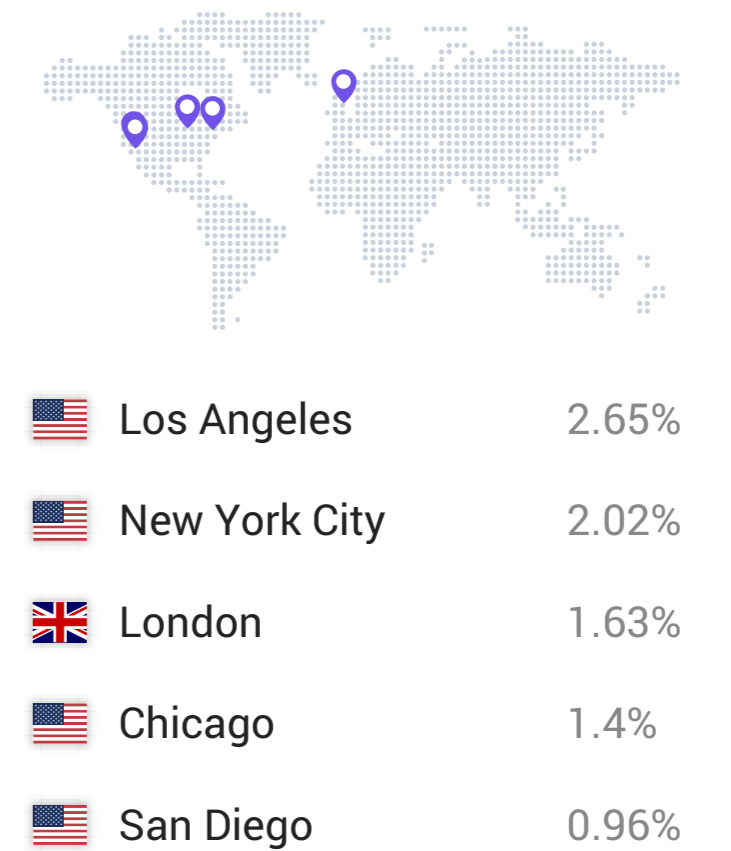 Los Angeles 2.65%
New York City 2.02%
London 1.63%
Chicago 1.4%
San Diego 0.96%